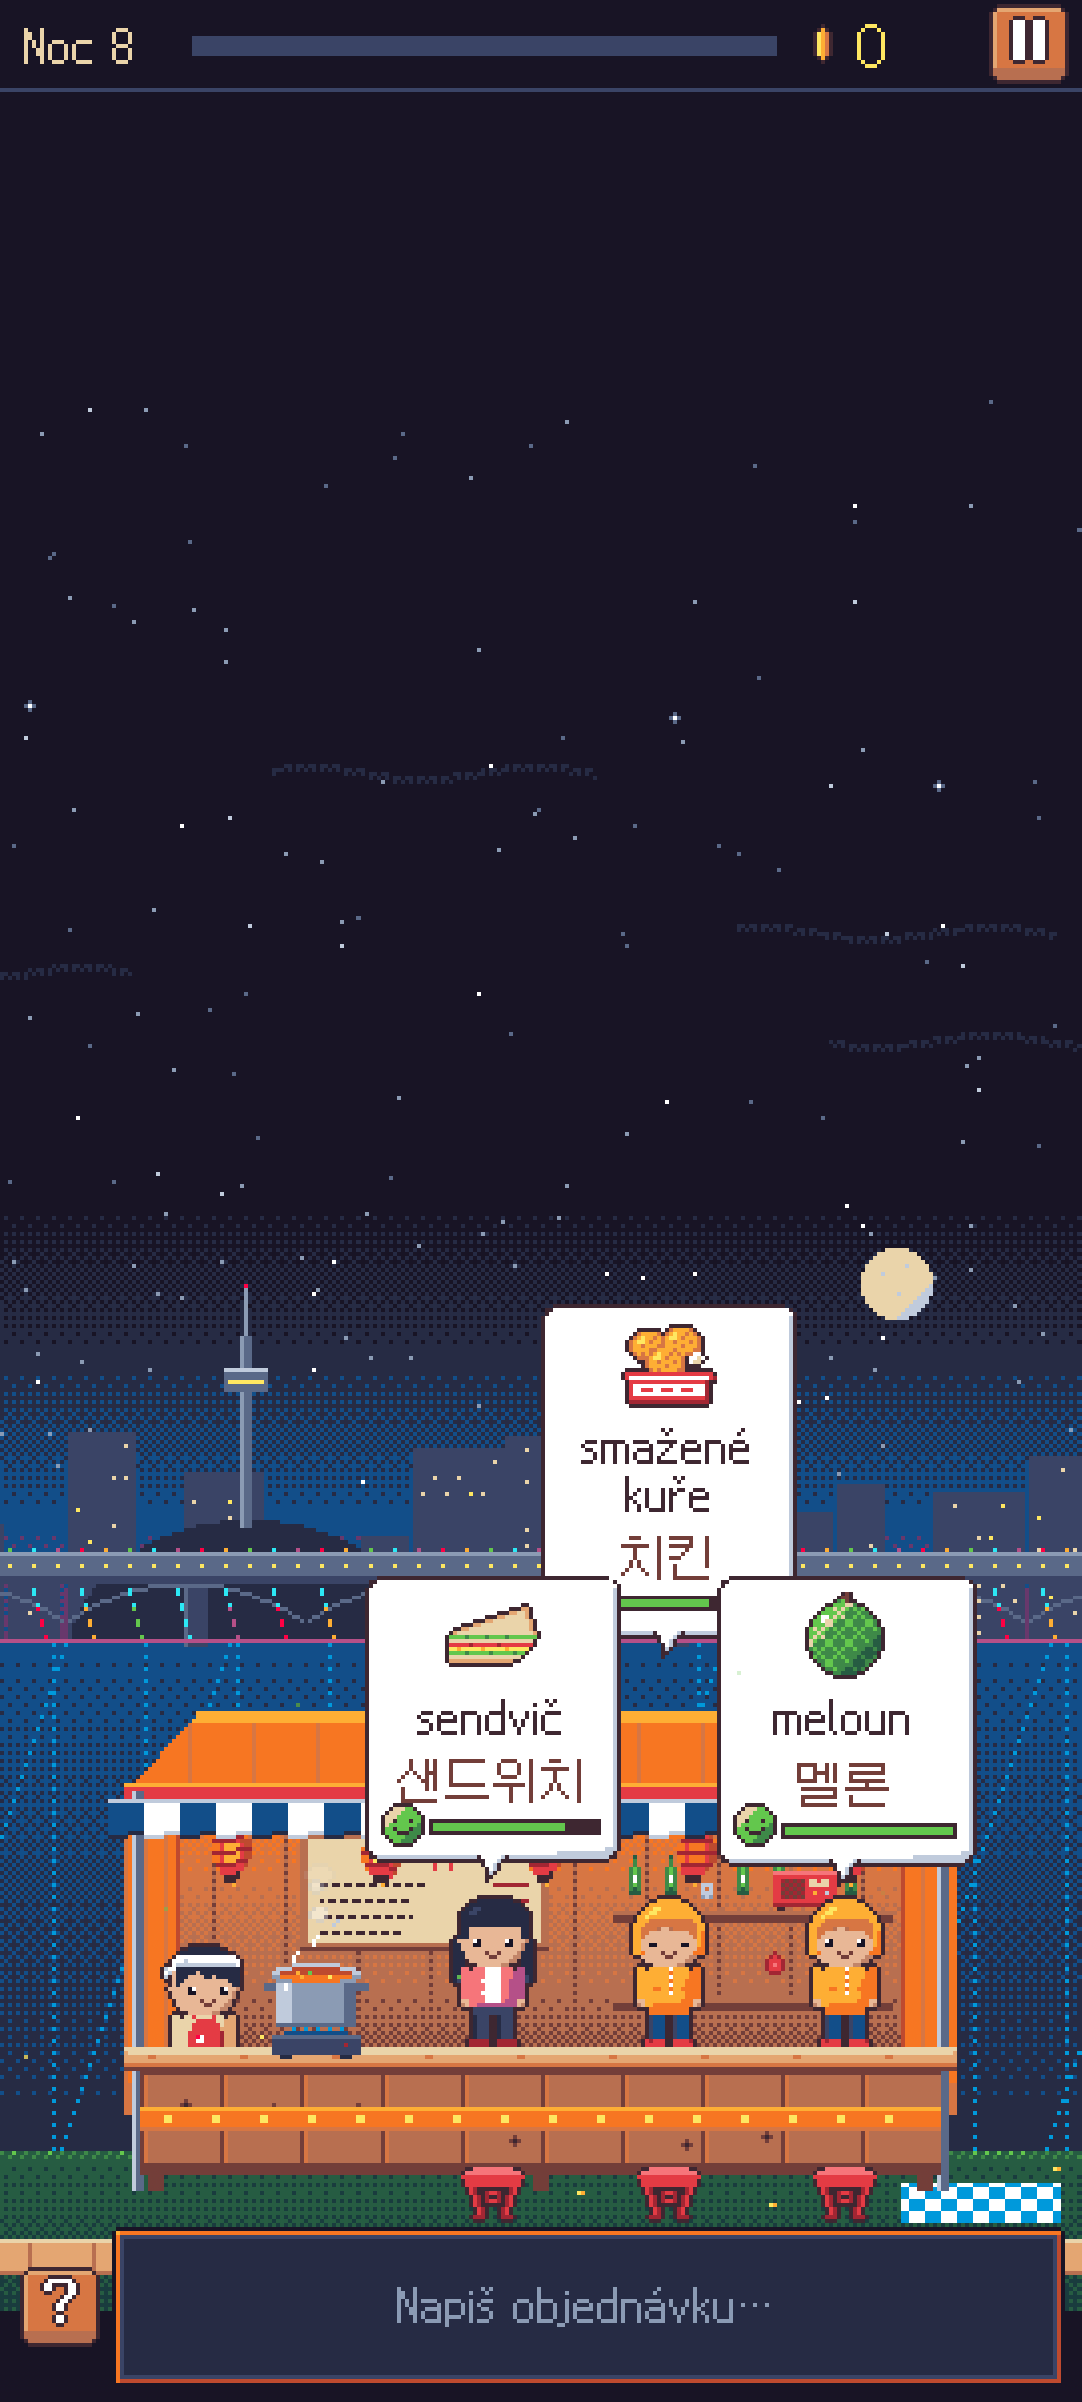 Noc 8
0
smažené
kuře
치킨
sendvič
샌드위치
meloun
멜론
?
Napiš objednávku…